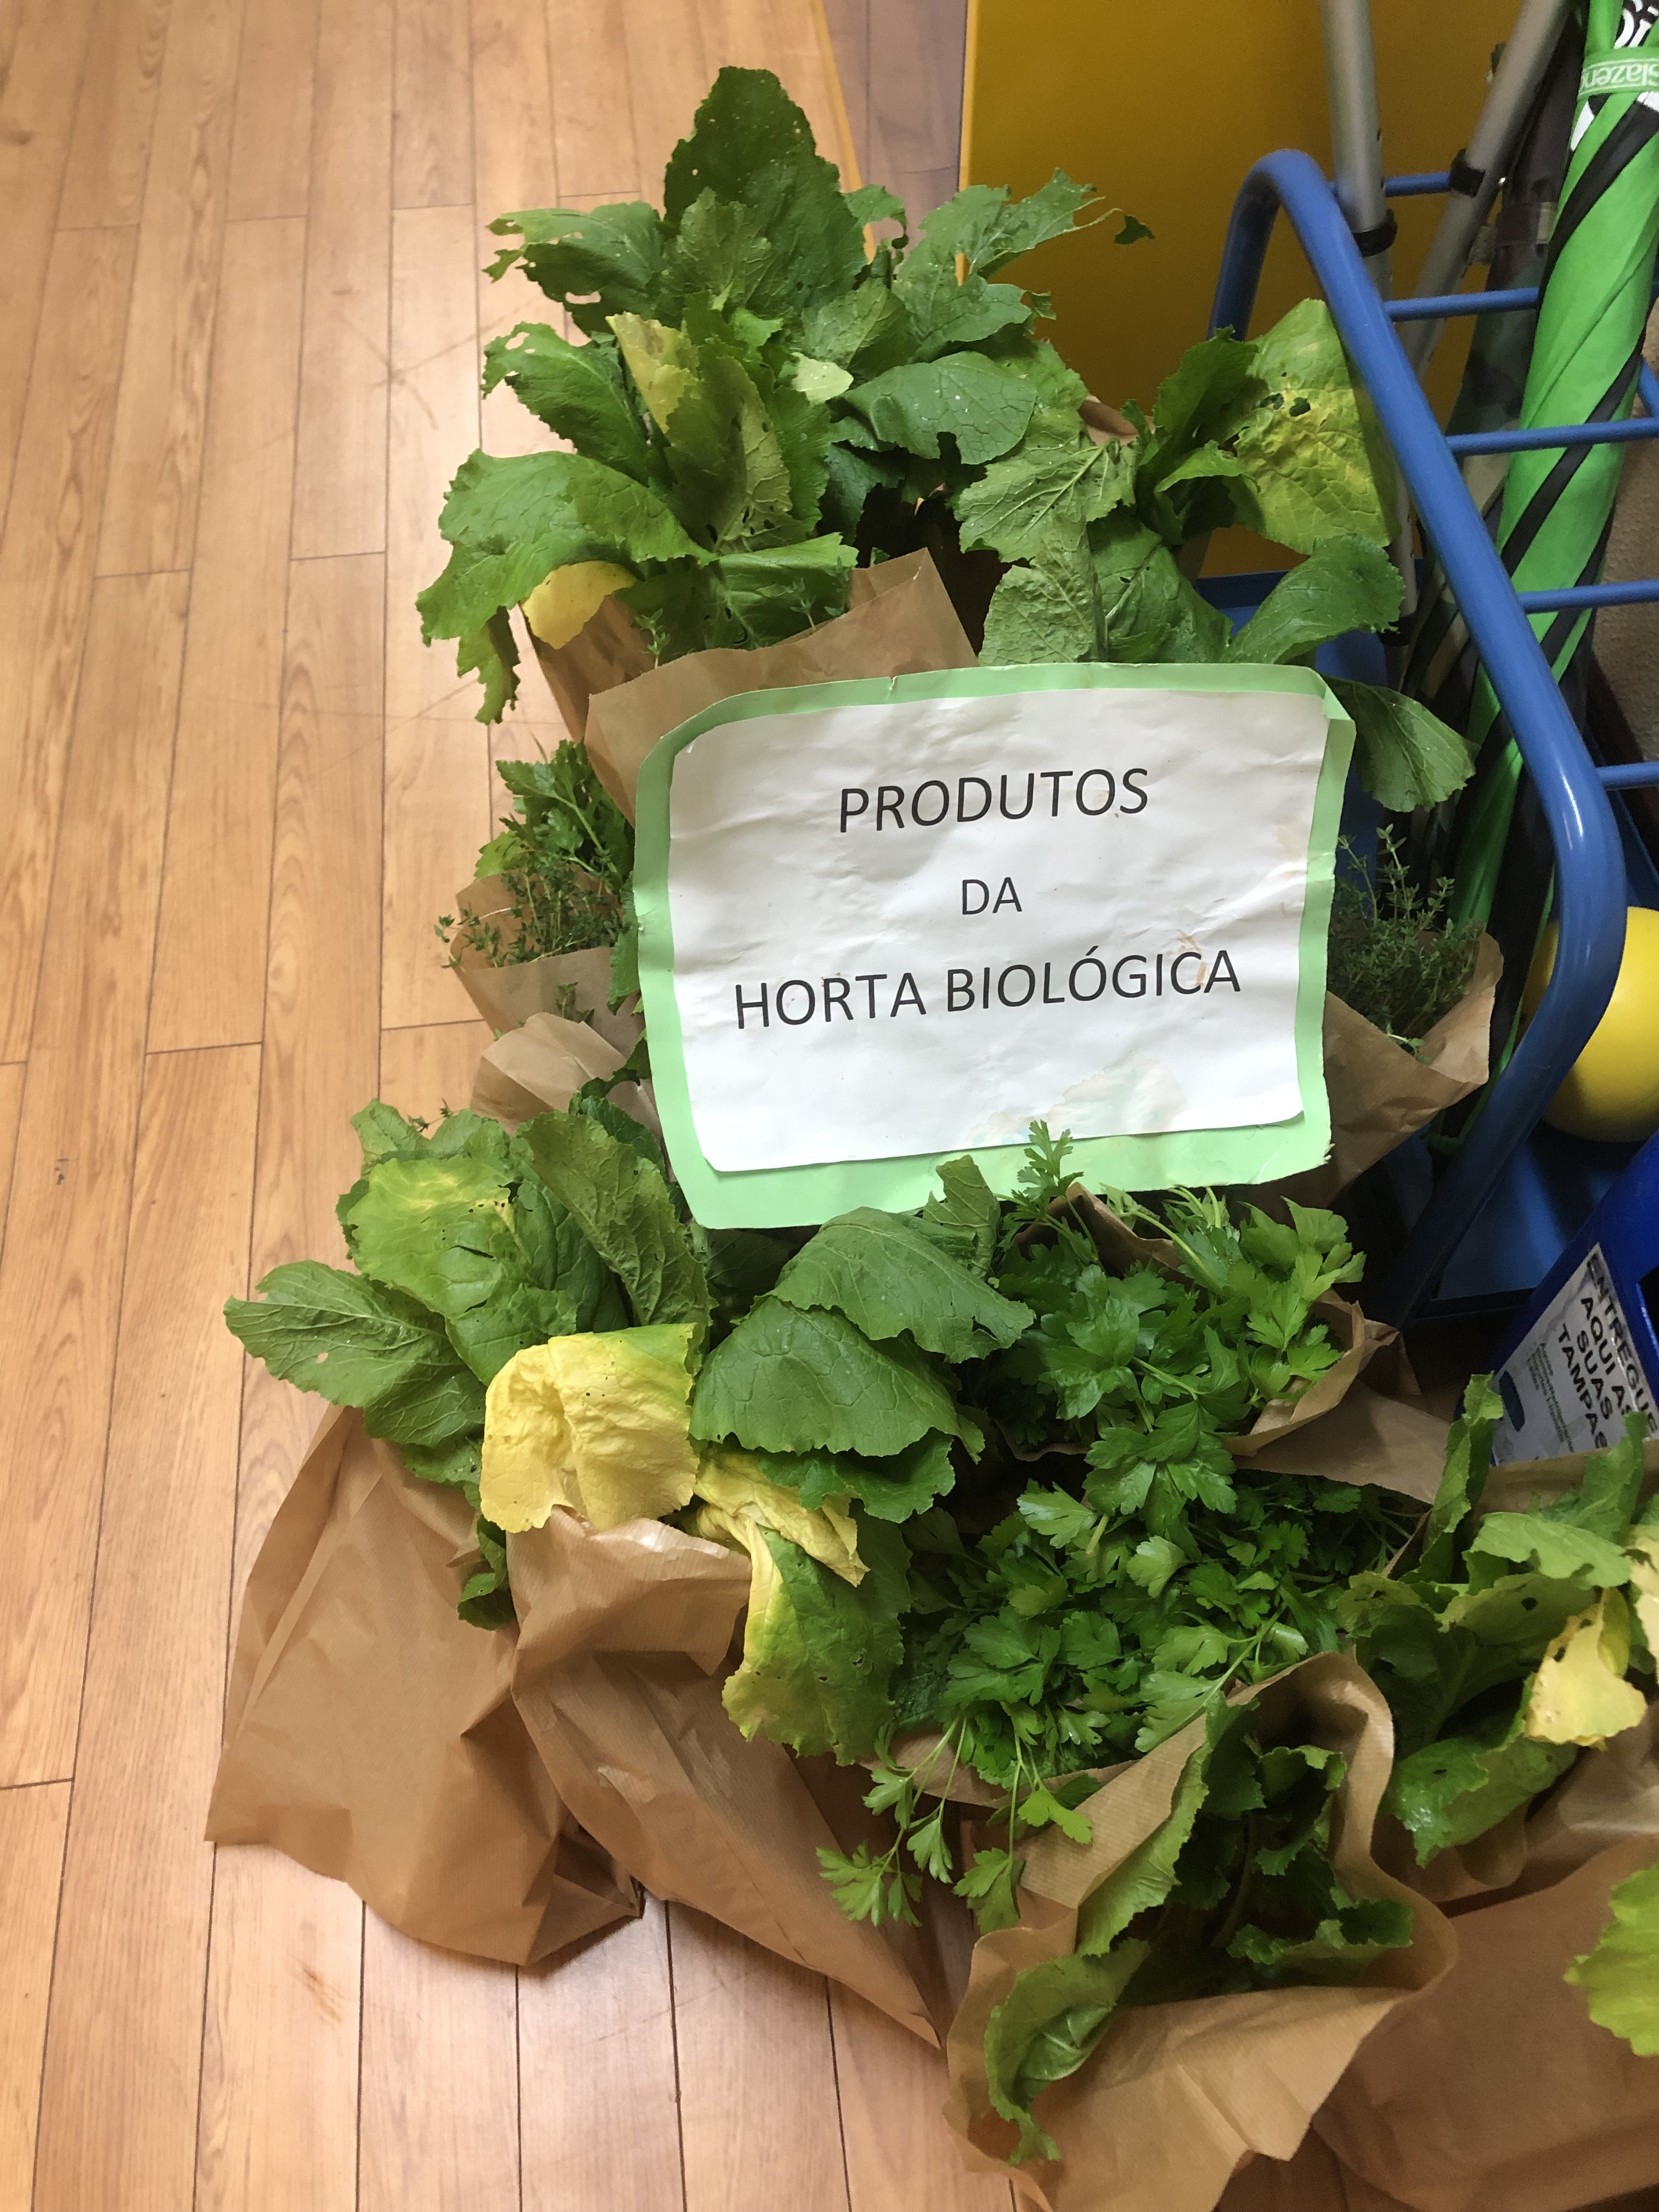 PRODUTOS
DA
HORTA BIOLÓGICA
ENTREGUE
AQUI AS
SUAS
TAMPAS